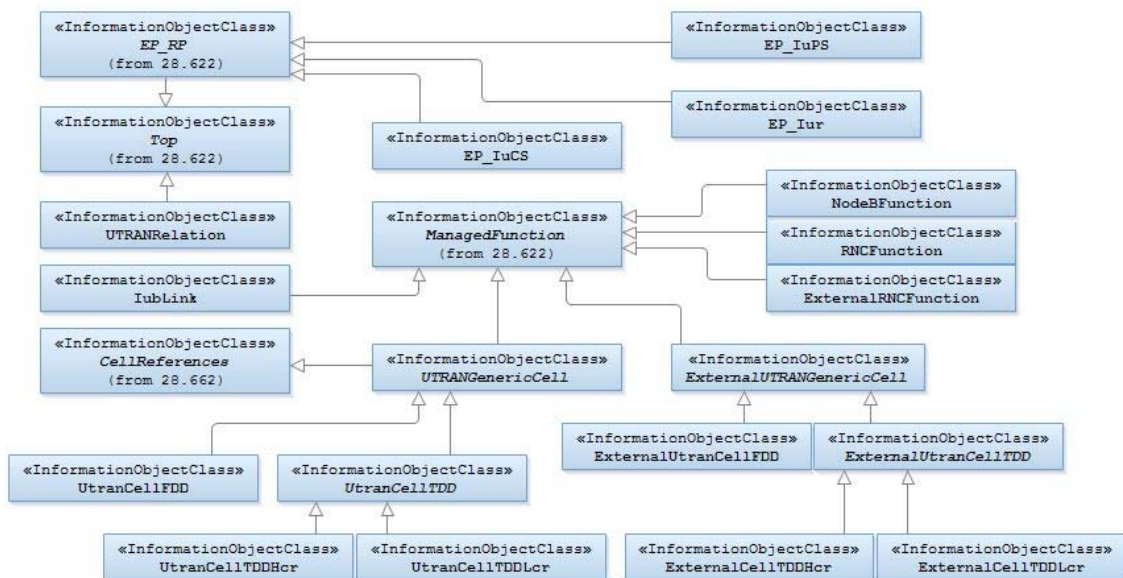 «InformationObjectClass»
EP_RP
(from 28.622)
«InformationObjectClass»
EP_IuPS
«InformationObjectClass»
Top
(from 28.622)
«InformationObjectClass»
EP_IuCS
«InformationObjectClass»
EP_Iur
«InformationObjectClass»
UTRANRelation
«InformationObjectClass»
ManagedFunction
(from 28.622)
«InformationObjectClass»
NodeBFunction
«InformationObjectClass»
RNCFunction
«InformationObjectClass»
ExternalRNCFunction
«InformationObjectClass»
IubLink
«InformationObjectClass»
CellReferences
(from 28.662)
«InformationObjectClass»
UTRANGenericCell
«InformationObjectClass»
ExternalUTRANGenericCell
«InformationObjectClass»
UtranCellFDD
«InformationObjectClass»
UtranCellTDD
«InformationObjectClass»
ExternalUtranCellFDD
«InformationObjectClass»
ExternalUtranCellTDD
«InformationObjectClass»
UtranCellTDDHcr
«InformationObjectClass»
UtranCellTDDLcr
«InformationObjectClass»
ExternalCellTDDHcr
«InformationObjectClass»
ExternalCellTDDLcr